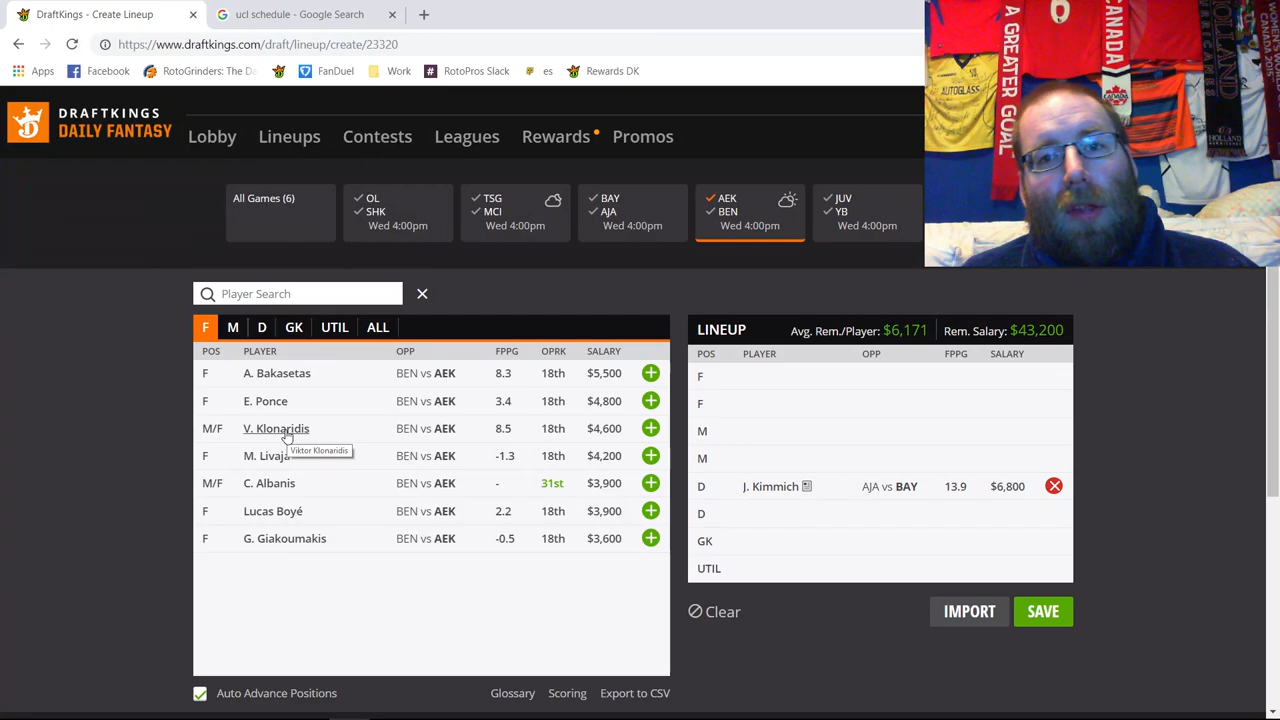 DraftKings - Create Lineup
ucl schedule - Google Search
https://www.draftkings.com/draft/lineup/create/23320
Apps
Facebook
RotoGrinders: The Da
FanDuel
Work
RotoPros Slack
es
Rewards DK
DRAFTKINGS
DAILY FANTASY
Lobby
Lineups
Contests
Leagues
Rewards
Promos
All Games (6)
OL
SHK
Wed 4:00pm
TSG
MCI
Wed 4:00pm
BAY
AJA
Wed 4:00pm
AEK
BEN
Wed 4:00pm
JUV
YB
Wed 4:00pm
A GREATER GOAL
CANADA
AUTOGLASS
HOLLAND
WOMEN'S WORLD
CANADA 2015
Player Search
F M D GK UTIL ALL
POS PLAYER OPP FPPG OPRK SALARY
F A. Bakasetas BEN vs AEK 8.3 18th $5,500
F E. Ponce BEN vs AEK 3.4 18th $4,800
M/F V. Klonaridis BEN vs AEK 8.5 18th $4,600
Viktor Klonaridis
F M. Livaja BEN vs AEK -1.3 18th $4,200
M/F C. Albanis BEN vs AEK - 31st $3,900
F Lucas Boyé BEN vs AEK 2.2 18th $3,900
F G. Giakoumakis BEN vs AEK -0.5 18th $3,600
Auto Advance Positions
Glossary Scoring Export to CSV
LINEUP Avg. Rem./Player: $6,171 Rem. Salary: $43,200
POS PLAYER OPP FPPG SALARY
F
F
M
M
D J. Kimmich AJA vs BAY 13.9 $6,800
D
GK
UTIL
Clear
IMPORT
SAVE